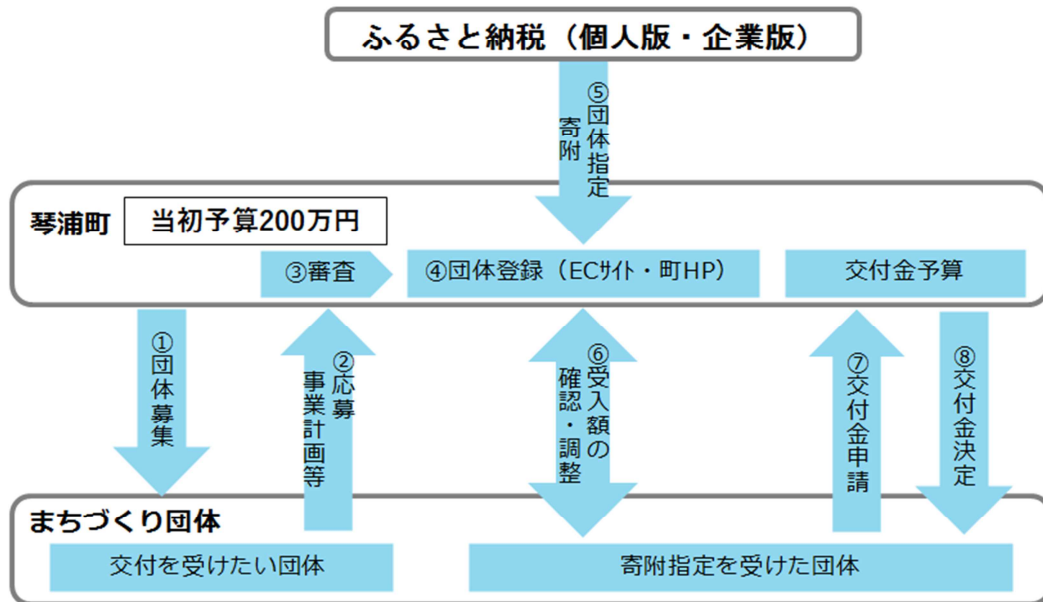 ふるさと納税（個人版・企業版）
⑤団体指定
寄附
琴浦町
当初予算200万円
③審査
④団体登録（ECサイト・町HP）
交付金予算
①団体募集
②応募
事業計画等
⑥受入額の
確認・調整
⑦交付金申請
⑧交付金決定
まちづくり団体
交付を受けたい団体
寄附指定を受けた団体